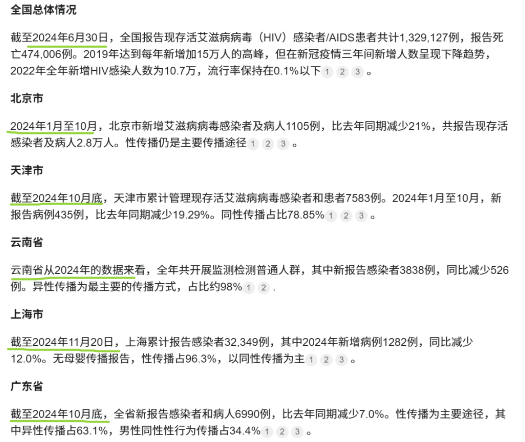 全国总体情况
截至2024年6月30日，全国报告现存活艾滋病病毒（HIV）感染者/AIDS患者共计1,329,127例，报告死
亡474,006例。2019年达到每年新增加15万人的高峰，但在新冠疫情三年间新增人数呈现下降趋势，
2022年全年新增HIV感染人数为10.7万，流行率保持在0.1%以下 1 2 3 。
北京市
2024年1月至10月，北京市新增艾滋病病毒感染者及病人1105例，比去年同期减少21%，共报告现存活
感染者及病人2.8万人。性传播仍是主要传播途径 1 2 3 。
天津市
截至2024年10月底，天津市累计管理现存活艾滋病病毒感染者和患者7583例。2024年1月至10月，新
报告病例435例，比去年同期减少19.29%。同性传播占比78.85% 1 2 3 。
云南省
云南省从2024年的数据来看，全年共开展监测检测普通人群，其中新报告感染者3838例，同比减少526
例。异性传播为最主要的传播方式，占比约98% 1 2 .
上海市
截至2024年11月20日，上海累计报告感染者32,349例，其中2024年新增病例1282例，同比减少
12.0%。无母婴传播报告，性传播占96.3%，以同性传播为主 1 2 3 。
广东省
截至2024年10月底，全省新报告感染者和病人6990例，比去年同期减少7.0%。性传播为主要途径，其
中异性传播占63.1%，男性同性性行为传播占34.4% 1 2 3 。